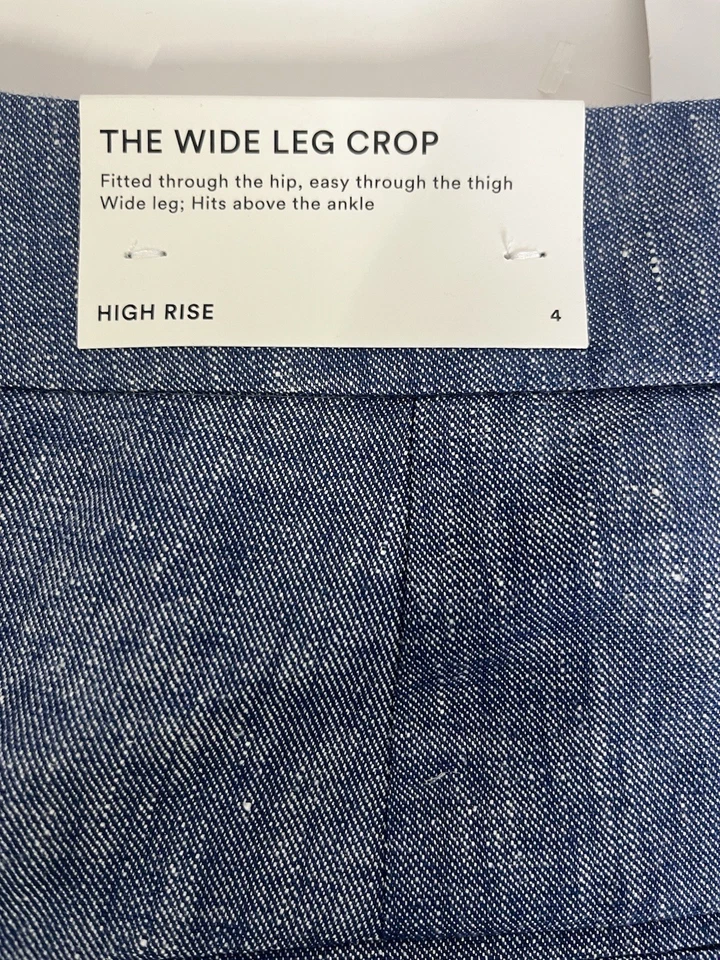 THE WIDE LEG CROP
Fitted through the hip, easy through the thigh
Wide leg; Hits above the ankle
HIGH RISE 4